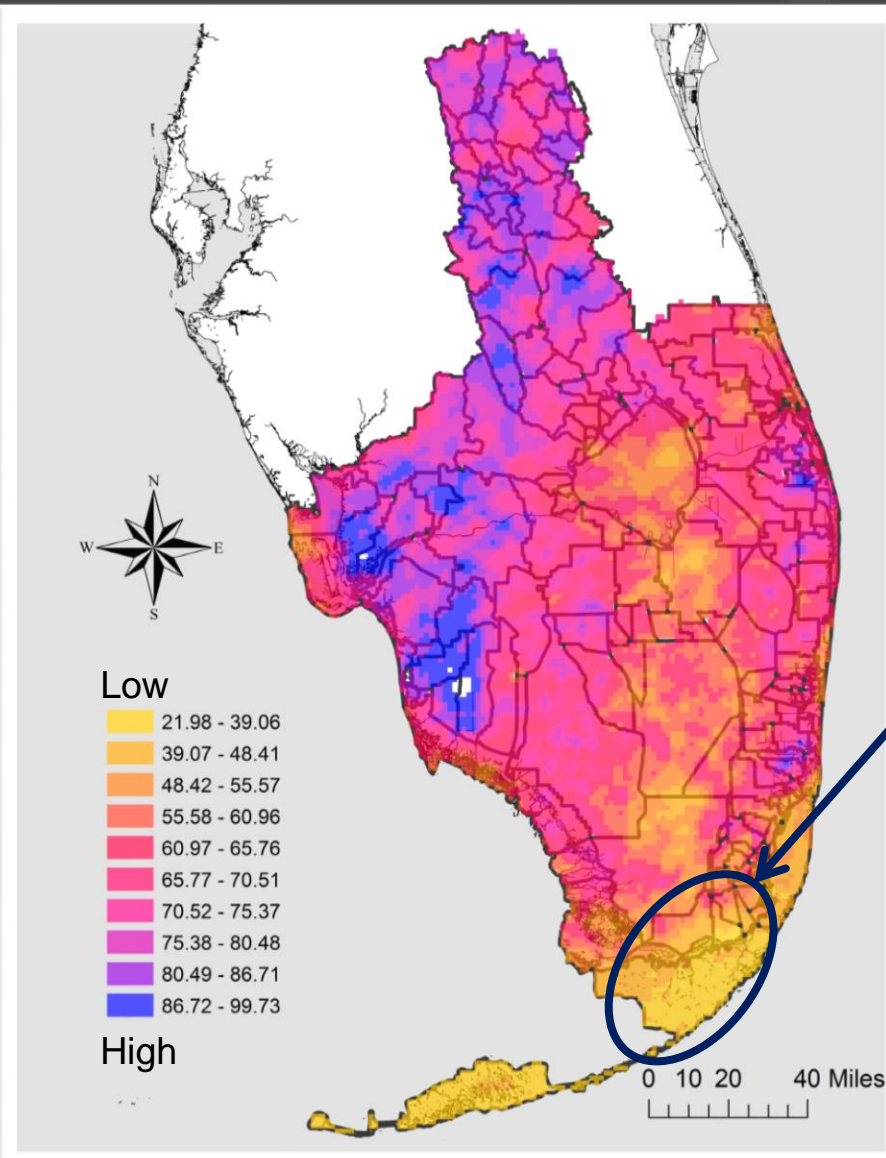 N
W E
S
Low
21.98 - 39.06
39.07 - 48.41
48.42 - 55.57
55.58 - 60.96
60.97 - 65.76
65.77 - 70.51
70.52 - 75.37
75.38 - 80.48
80.49 - 86.71
86.72 - 99.73
High
0 10 20 40 Miles